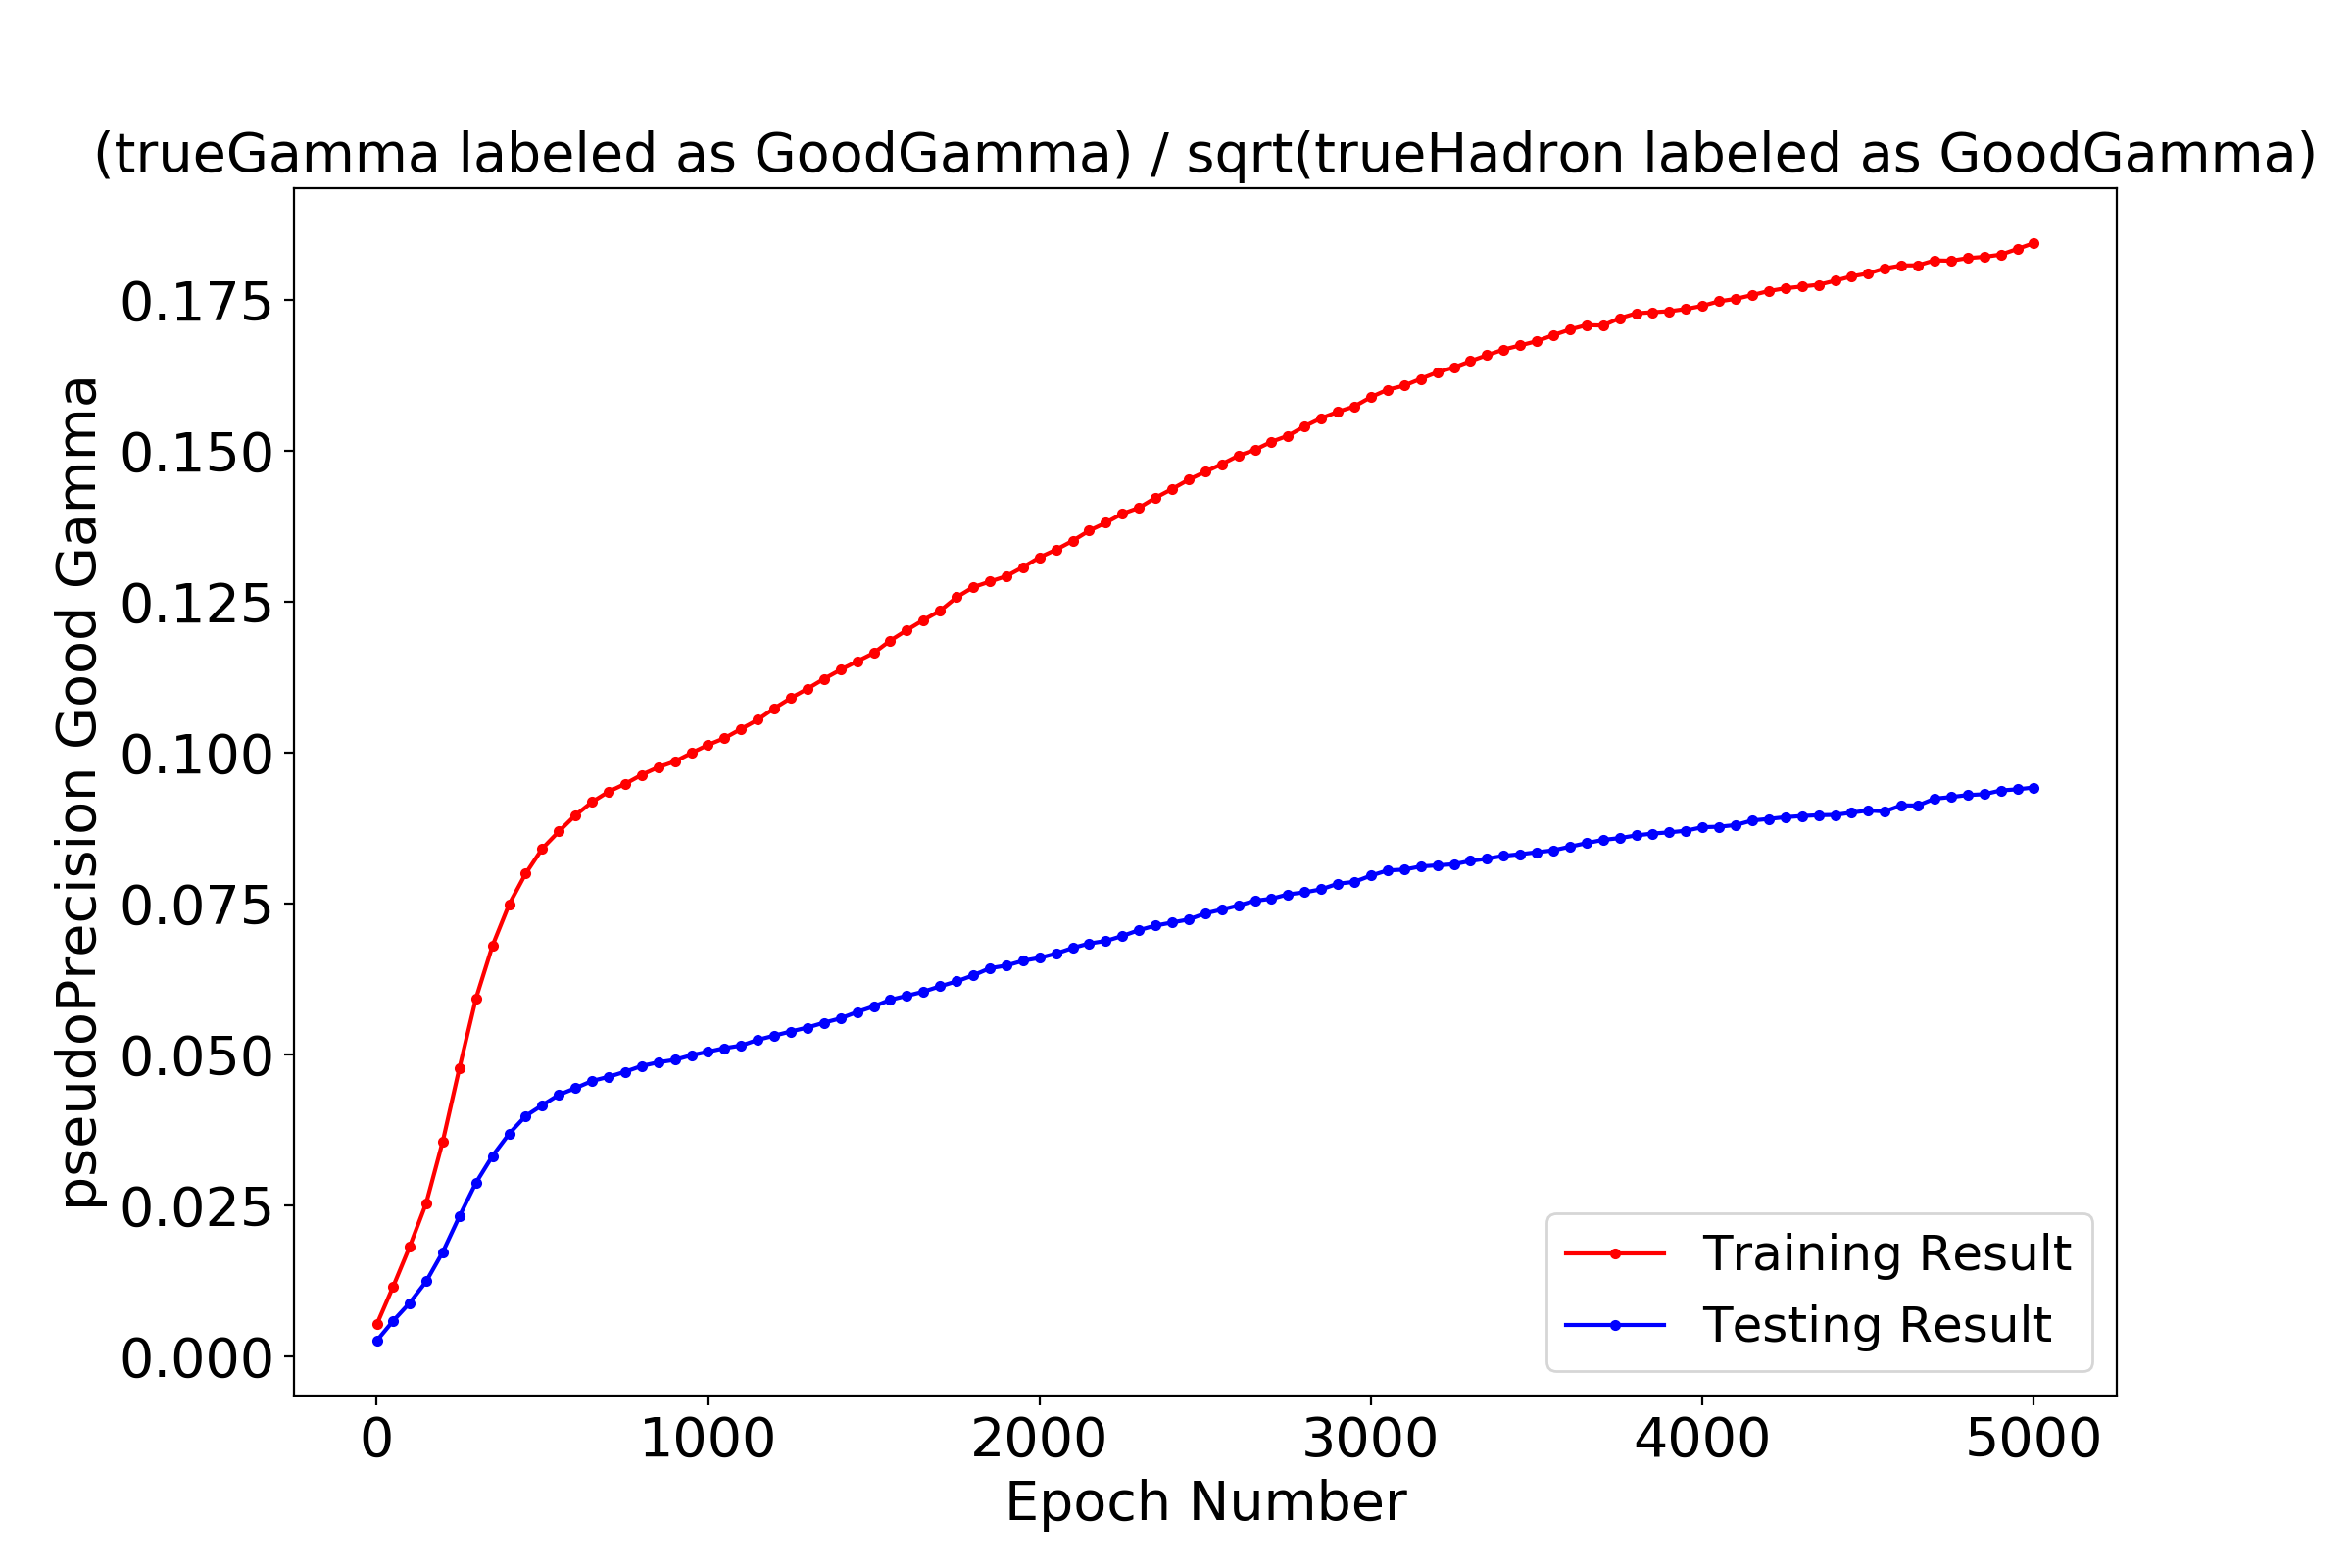 (trueGamma labeled as GoodGamma) / sqrt(trueHadron labeled as GoodGamma)
pseudoPrecision Good Gamma
0.175
0.150
0.125
0.100
0.075
0.050
0.025
0.000
Training Result
Testing Result
0 1000 2000 3000 4000 5000
Epoch Number